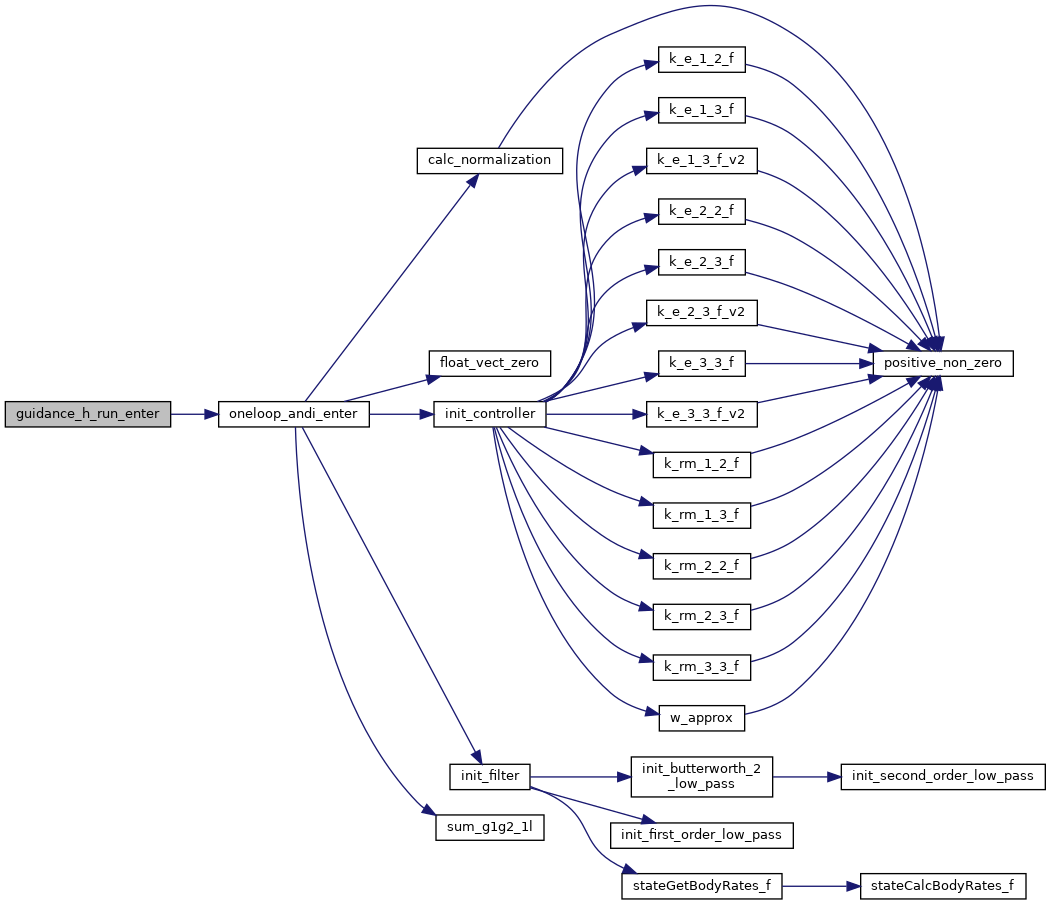 k_e_1_2_f
k_e_1_3_f
calc_normalization
k_e_1_3_f_v2
k_e_2_2_f
k_e_2_3_f
k_e_2_3_f_v2
float_vect_zero
k_e_3_3_f
positive_non_zero
guidance_h_run_enter
oneloop_andi_enter
init_controller
k_e_3_3_f_v2
k_rm_1_2_f
k_rm_1_3_f
k_rm_2_2_f
k_rm_2_3_f
k_rm_3_3_f
w_approx
init_filter
init_butterworth_2
_low_pass
init_second_order_low_pass
sum_g1g2_1l
init_first_order_low_pass
stateGetBodyRates_f
stateCalcBodyRates_f